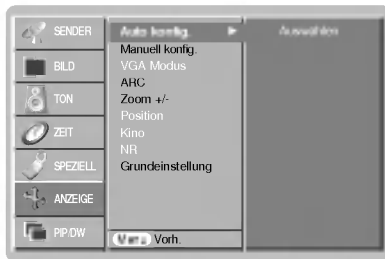 SENDER
BILD
TON
ZEIT
SPEZIELL
ANZEIGE
PIP/DW
Auto konfig.
Manuell konfig.
VGA Modus
ARC
Zoom +/-
Position
Kino
NR
Grundeinstellung
Vorh.
Auswählen